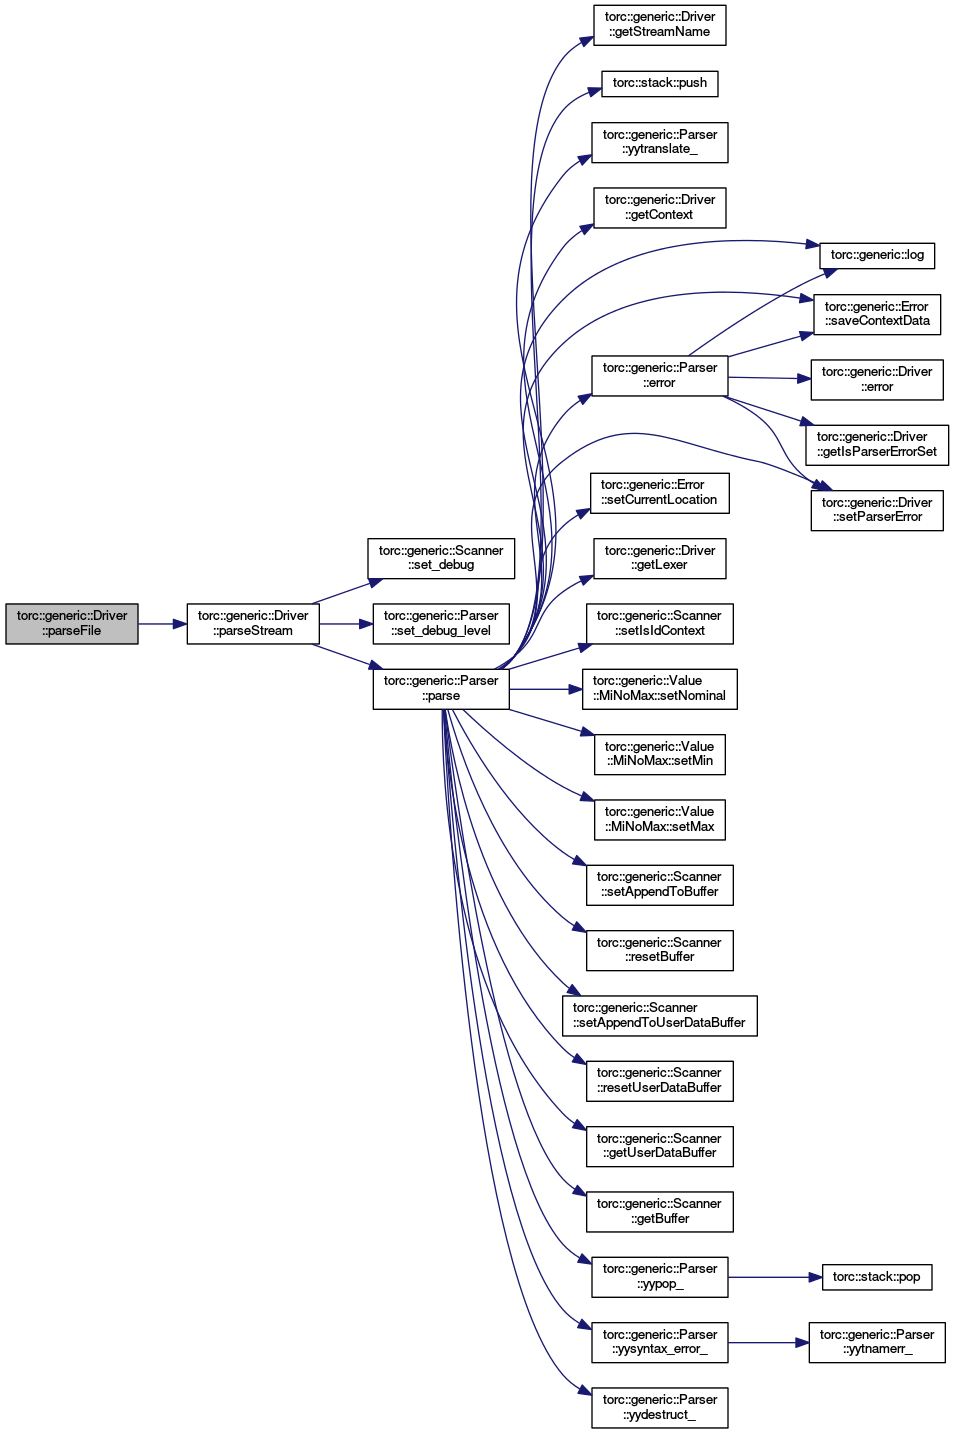 torc::generic::Driver
::getStreamName
torc::stack::push
torc::generic::Parser
::yytranslate_
torc::generic::Driver
::getContext
torc::generic::log
torc::generic::Error
::saveContextData
torc::generic::Parser
::error
torc::generic::Driver
::error
torc::generic::Driver
::getIsParserErrorSet
torc::generic::Error
::setCurrentLocation
torc::generic::Driver
::setParserError
torc::generic::Scanner
::set_debug
torc::generic::Driver
::getLexer
torc::generic::Driver
::parseFile
torc::generic::Driver
::parseStream
torc::generic::Parser
::set_debug_level
torc::generic::Scanner
::setIsIdContext
torc::generic::Parser
::parse
torc::generic::Value
::MiNoMax::setNominal
torc::generic::Value
::MiNoMax::setMin
torc::generic::Value
::MiNoMax::setMax
torc::generic::Scanner
::setAppendToBuffer
torc::generic::Scanner
::resetBuffer
torc::generic::Scanner
::setAppendToUserDataBuffer
torc::generic::Scanner
::resetUserDataBuffer
torc::generic::Scanner
::getUserDataBuffer
torc::generic::Scanner
::getBuffer
torc::generic::Parser
::yypop_
torc::stack::pop
torc::generic::Parser
::yysyntax_error_
torc::generic::Parser
::yytnamerr_
torc::generic::Parser
::yydestruct_